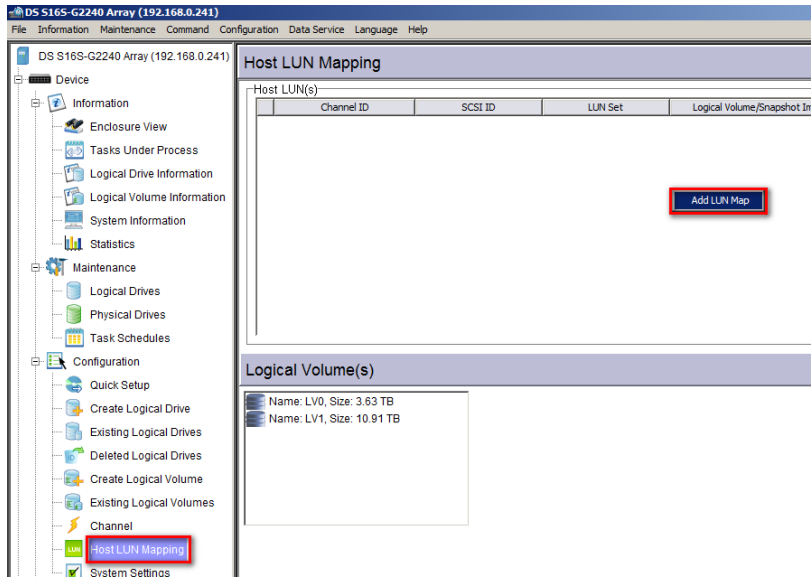 DS S16S-G2240 Array (192.168.0.241)
File Information Maintenance Command Configuration Data Service Language Help
DS S16S-G2240 Array (192.168.0.241)
Device
Information
Enclosure View
Tasks Under Process
Logical Drive Information
Logical Volume Information
System Information
Statistics
Maintenance
Logical Drives
Physical Drives
Task Schedules
Configuration
Quick Setup
Create Logical Drive
Existing Logical Drives
Deleted Logical Drives
Create Logical Volume
Existing Logical Volumes
Channel
LUN Host LUN Mapping
System Settings
Host LUN Mapping
Host LUN(s)
Channel ID SCSI ID LUN Set Logical Volume/Snapshot Im
Add LUN Map
Logical Volume(s)
Name: LV0, Size: 3.63 TB
Name: LV1, Size: 10.91 TB